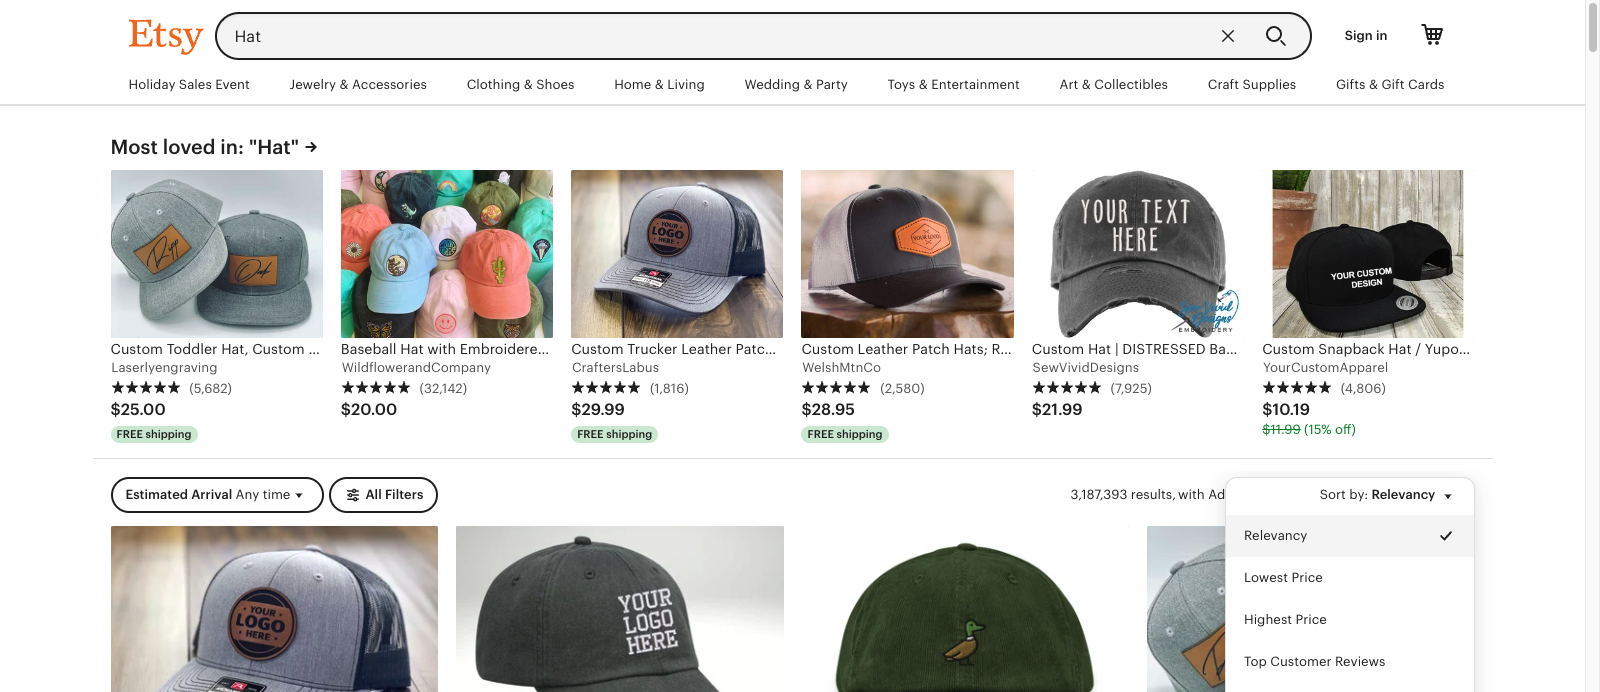 Etsy
Hat
Sign in
Holiday Sales Event
Jewelry & Accessories
Clothing & Shoes
Home & Living
Wedding & Party
Toys & Entertainment
Art & Collectibles
Craft Supplies
Gifts & Gift Cards
Most loved in: "Hat" →
YOUR LOGO HERE
YOUR TEXT
HERE
Sew Vivid
Designs
EMBROIDERY
YOUR CUSTOM
DESIGN
Custom Toddler Hat, Custom ...
Laserlyengraving
★★★★★ (5,682)
$25.00
FREE shipping
Baseball Hat with Embroidere...
WildflowerandCompany
★★★★★ (32,142)
$20.00
Custom Trucker Leather Patc...
CraftersLabus
★★★★★ (1,816)
$29.99
FREE shipping
Custom Leather Patch Hats; R...
WelshMtnCo
★★★★★ (2,580)
$28.95
FREE shipping
Custom Hat | DISTRESSED Ba...
SewVividDesigns
★★★★★ (7,925)
$21.99
Custom Snapback Hat / Yupo...
YourCustomApparel
★★★★★ (4,806)
$10.19
$11.99 (15% off)
Estimated Arrival Any time
All Filters
3,187,393 results, with Ad
Sort by: Relevancy
Relevancy
Lowest Price
Highest Price
Top Customer Reviews
YOUR
LOGO
HERE
YOUR
LOGO
HERE